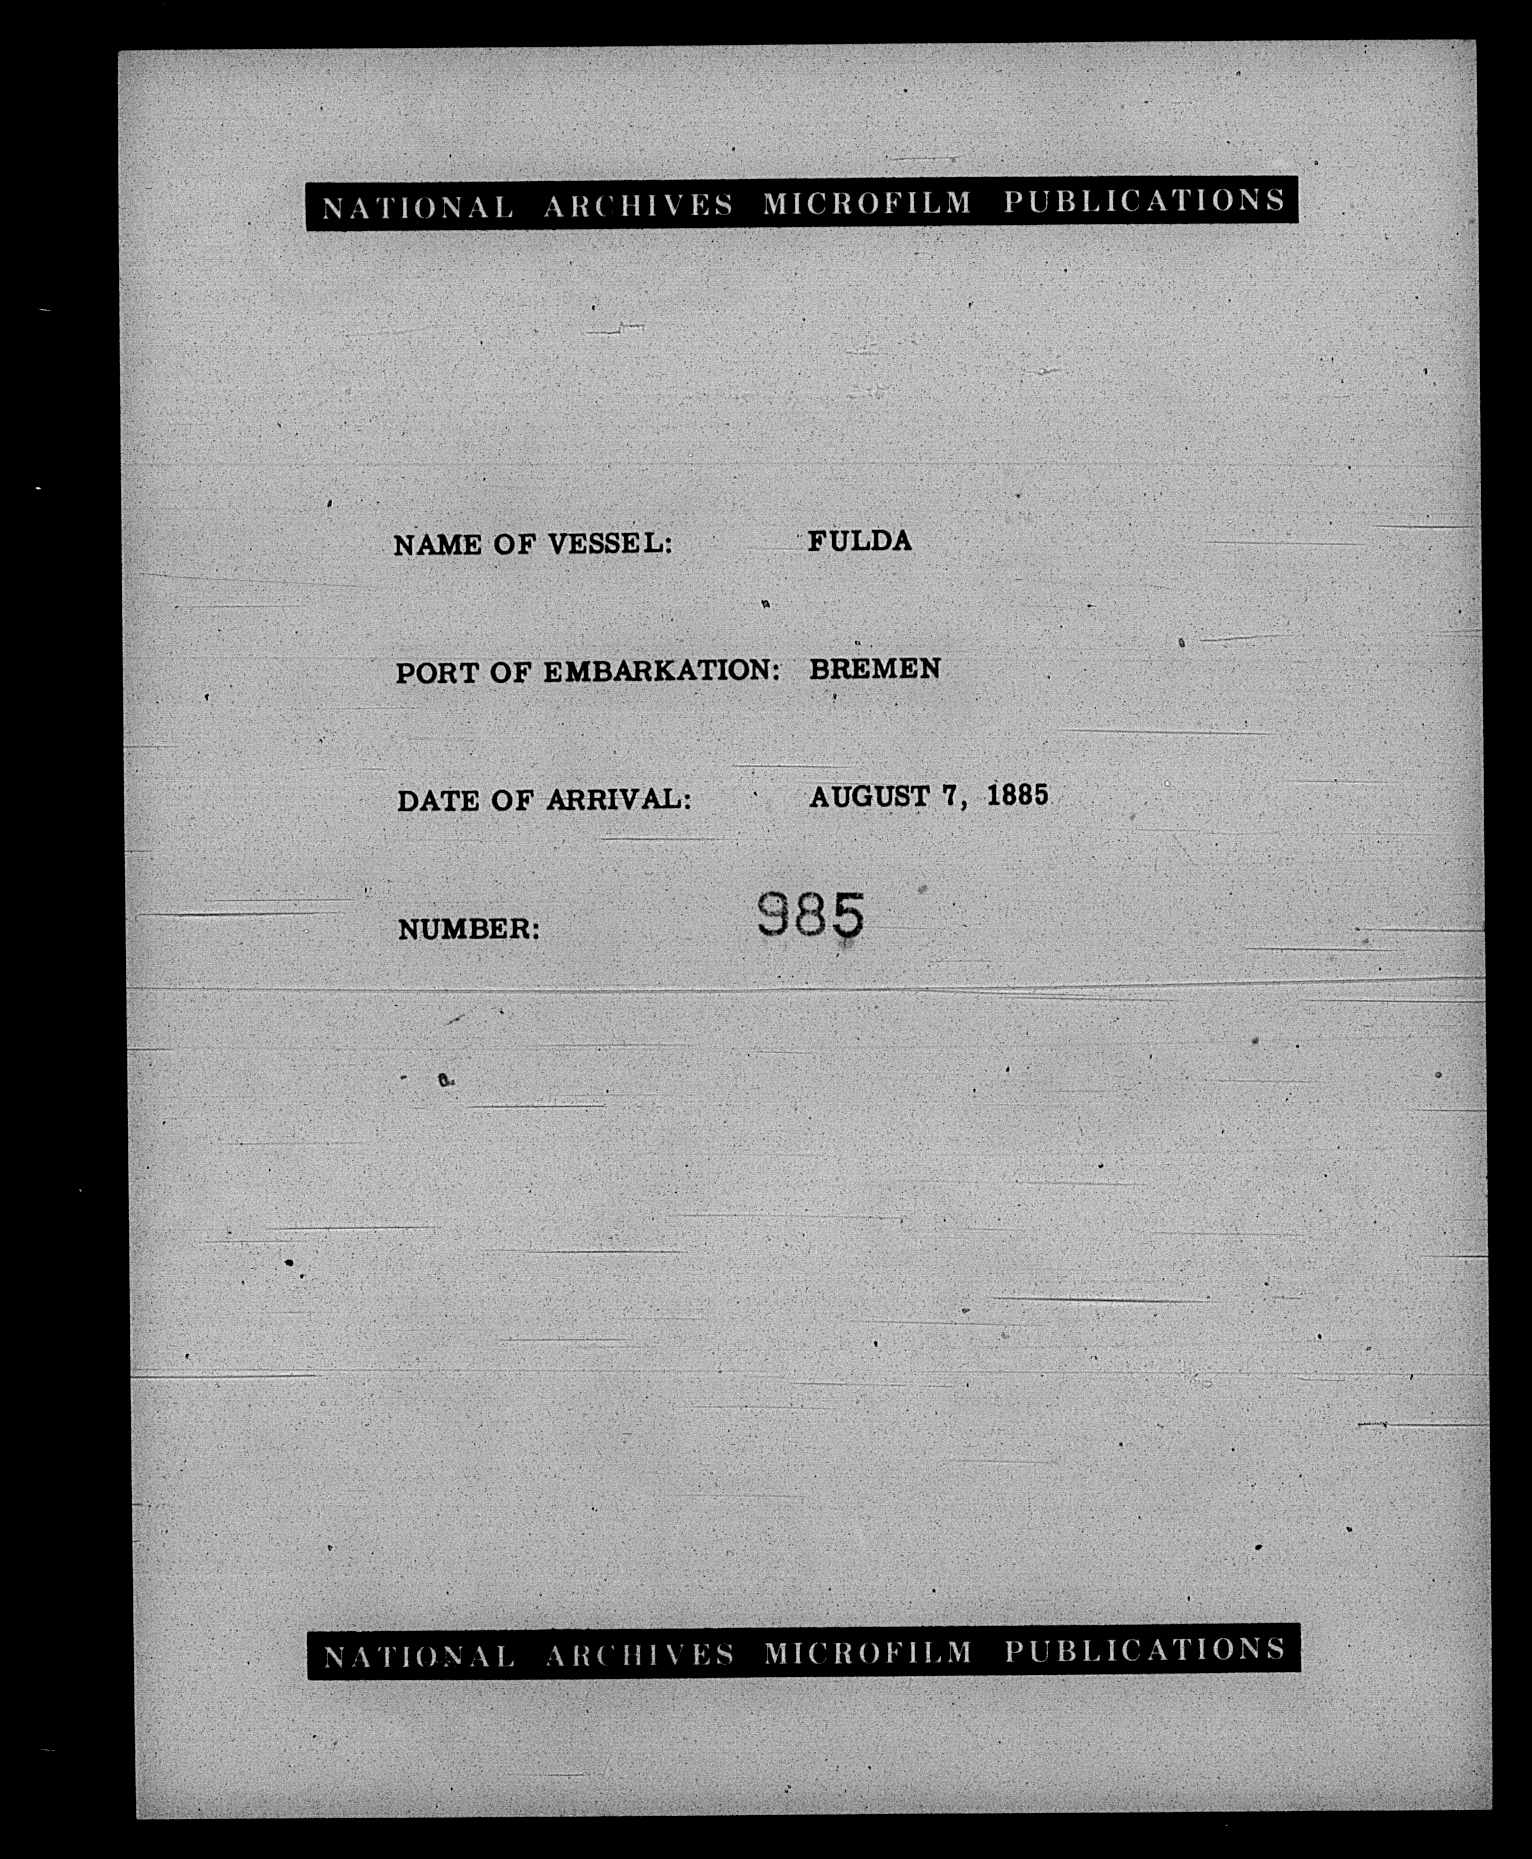 NATIONAL ARCHIVES MICROFILM PUBLICATIONS
NAME OF VESSEL: FULDA
PORT OF EMBARKATION: BREMEN
DATE OF ARRIVAL: AUGUST 7, 1885
NUMBER: 985
NATIONAL ARCHIVES MICROFILM PUBLICATIONS